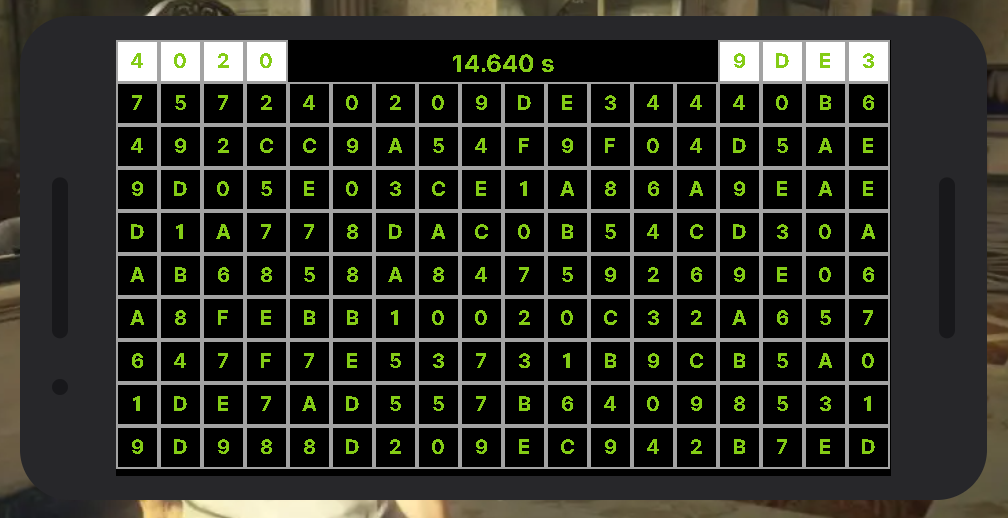 4 0 2 0 14.640 s 9 D E 3
7 5 7 2 4 0 2 0 9 D E 3 4 4 4 0 B 6
4 9 2 C C 9 A 5 4 F 9 F 0 4 D 5 A E
9 D 0 5 E 0 3 C E 1 A 8 6 A 9 E A E
D 1 A 7 7 8 D A C 0 B 5 4 C D 3 0 A
A B 6 8 5 8 A 8 4 7 5 9 2 6 9 E 0 6
A 8 F E B B 1 0 0 2 0 C 3 2 A 6 5 7
6 4 7 F 7 E 5 3 7 3 1 B 9 C B 5 A 0
1 D E 7 A D 5 5 7 B 6 4 0 9 8 5 3 1
9 D 9 8 8 D 2 0 9 E C 9 4 2 B 7 E D